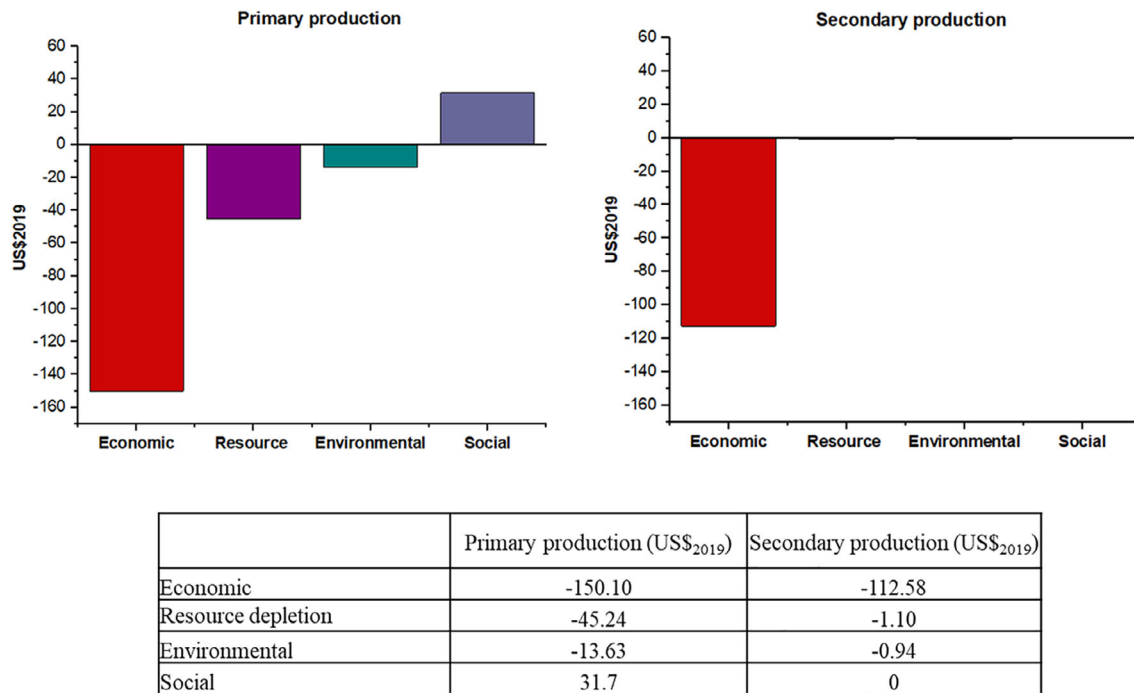 Primary production
60
40
20
0
-20
-40
-60
-80
-100
-120
-140
-160
US$2019
Economic Resource Environmental Social
Secondary production
60
40
20
0
-20
-40
-60
-80
-100
-120
-140
-160
US$2019
Economic Resource Environmental Social
Primary production (US$2019) Secondary production (US$2019)
Economic -150.10 -112.58
Resource depletion -45.24 -1.10
Environmental -13.63 -0.94
Social 31.7 0